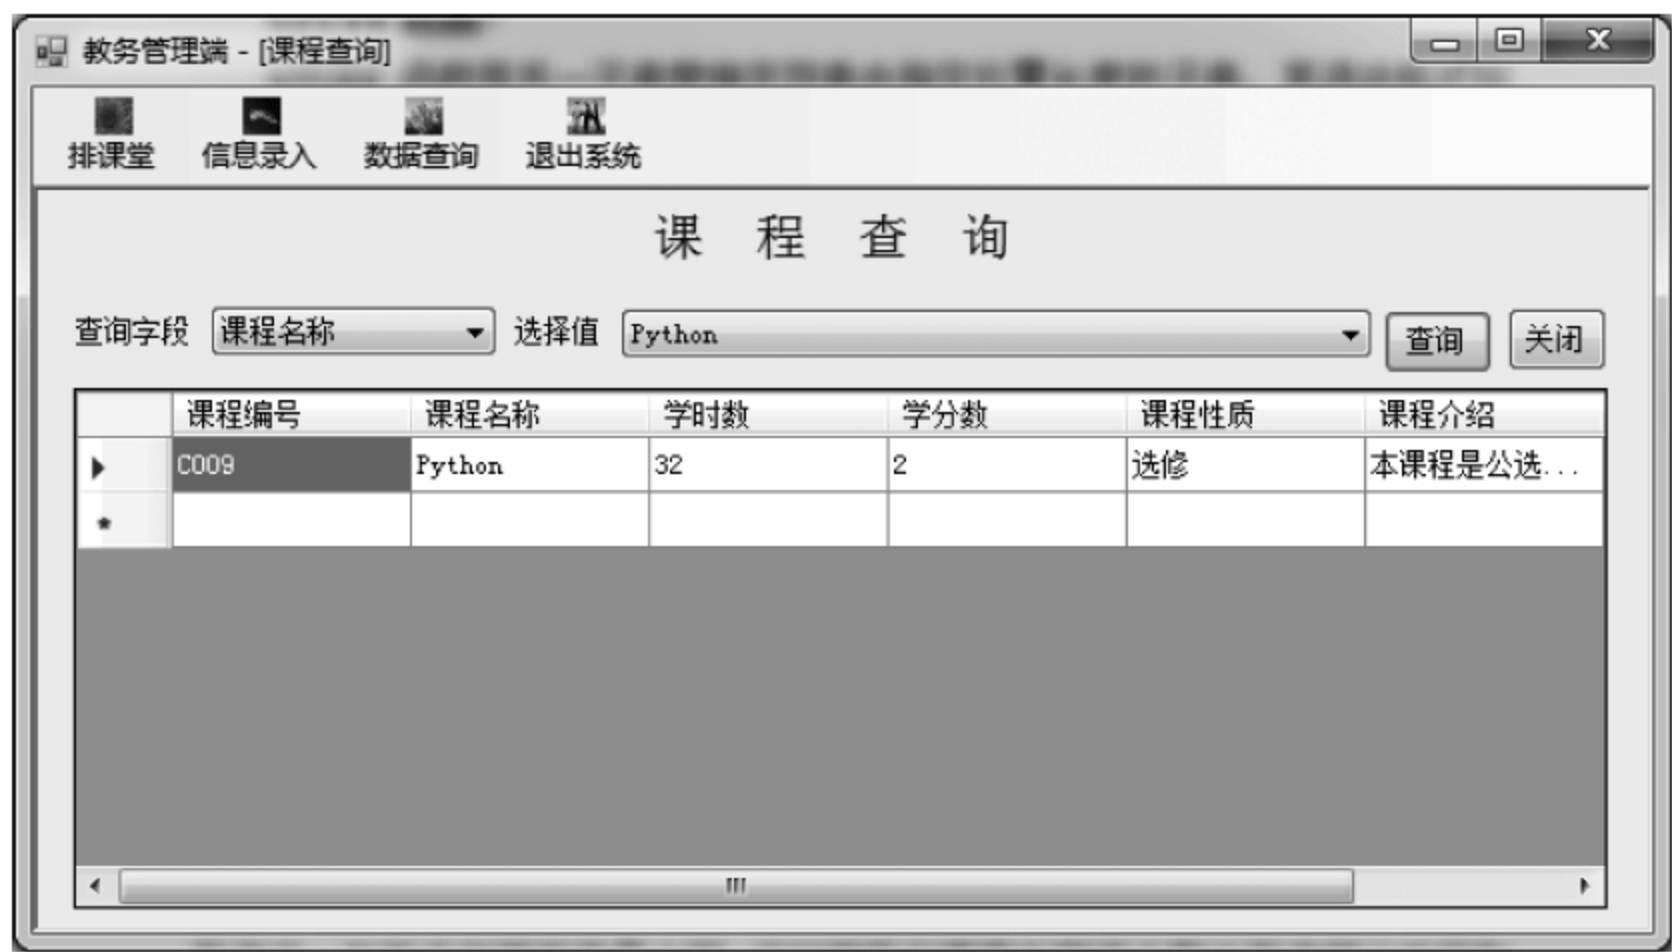 教务管理端 - [课程查询]
排课堂 信息录入 数据查询 退出系统
课 程 查 询
查询字段 课程名称 选择值 Python 查询 关闭
课程编号 课程名称 学时数 学分数 课程性质 课程介绍
C009 Python 32 2 选修 本课程是公选...